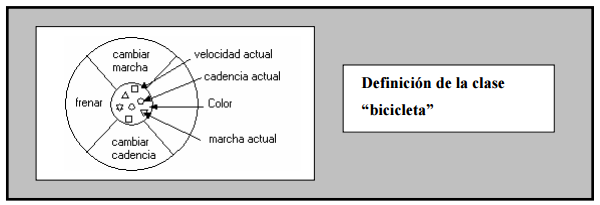 cambiar
marcha
velocidad actual
cadencia actual
frenar
Color
marcha actual
cambiar
cadencia
Definición de la clase
“bicicleta”